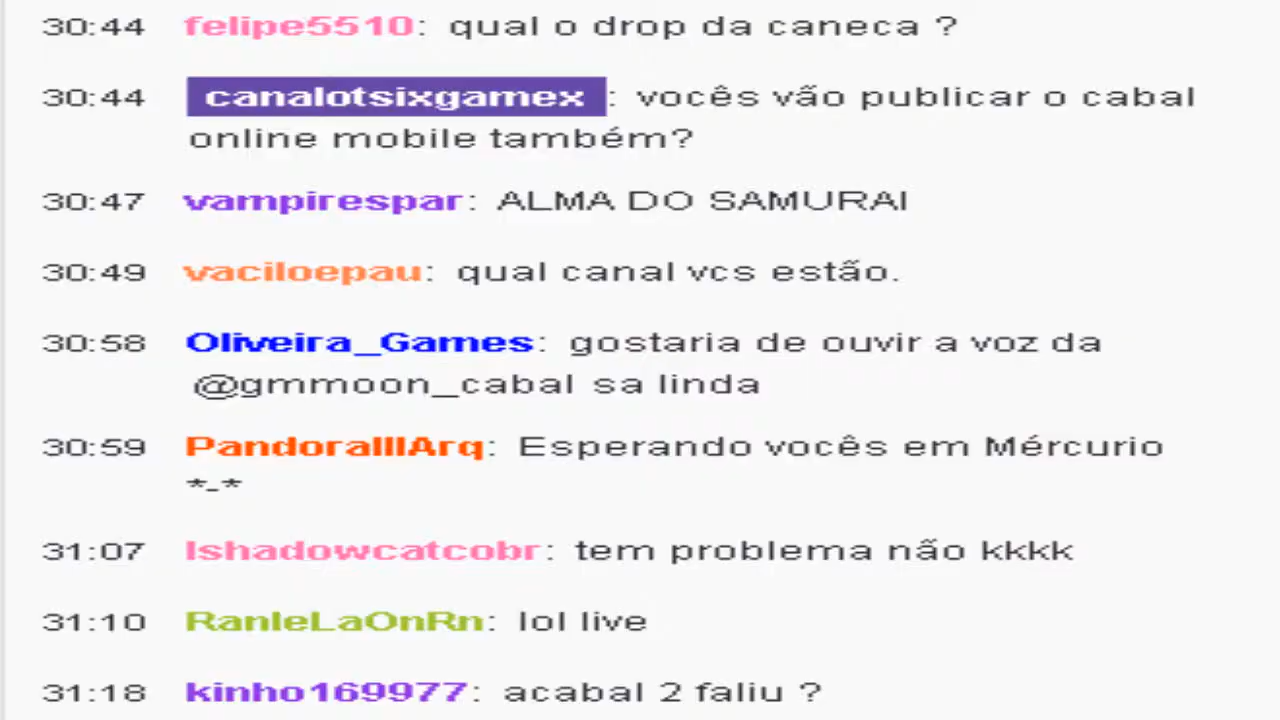 30:44 felipe5510: qual o drop da caneca ?
30:44 canalotsixgamex : vocês vão publicar o cabal
online mobile também?
30:47 vampirespar: ALMA DO SAMURAI
30:49 vaciloepau: qual canal vcs estão.
30:58 Oliveira_Games: gostaria de ouvir a voz da
@gmmoon_cabal sa linda
30:59 PandoraIIIArq: Esperando vocês em Mércurio
*-*
31:07 lshadowcatcobr: tem problema não kkkk
31:10 RanleLaOnRn: lol live
31:18 kinho169977: acabal 2 faliu ?